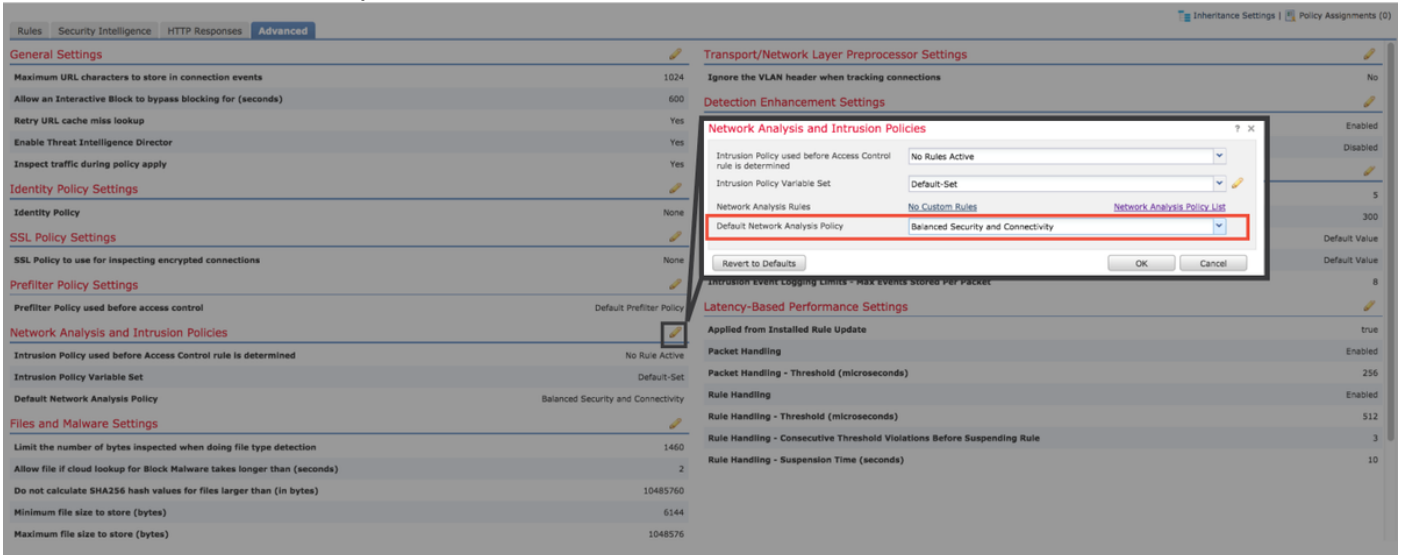 Inheritance Settings | Policy Assignments (0)
Rules Security Intelligence HTTP Responses Advanced
General Settings
Maximum URL characters to store in connection events 1024
Allow an Interactive Block to bypass blocking for (seconds) 600
Retry URL cache miss lookup Yes
Enable Threat Intelligence Director Yes
Inspect traffic during policy apply Yes
Identity Policy Settings
Identity Policy None
SSL Policy Settings
SSL Policy to use for inspecting encrypted connections None
Prefilter Policy Settings
Prefilter Policy used before access control Default Prefilter Policy
Network Analysis and Intrusion Policies
Intrusion Policy used before Access Control rule is determined No Rule Active
Intrusion Policy Variable Set Default-Set
Default Network Analysis Policy Balanced Security and Connectivity
Files and Malware Settings
Limit the number of bytes inspected when doing file type detection 1460
Allow file if cloud lookup for Block Malware takes longer than (seconds) 2
Do not calculate SHA256 hash values for files larger than (in bytes) 10485760
Minimum file size to store (bytes) 6144
Maximum file size to store (bytes) 1048576
Transport/Network Layer Preprocessor Settings
Ignore the VLAN header when tracking connections No
Detection Enhancement Settings
Enabled
Disabled
5
300
Default Value
Default Value
Network Analysis and Intrusion Policies ? ×
Intrusion Policy used before Access Control No Rules Active
rule is determined
Intrusion Policy Variable Set Default-Set
Network Analysis Rules No Custom Rules Network Analysis Policy List
Default Network Analysis Policy Balanced Security and Connectivity
Revert to Defaults OK Cancel
Intrusion Event Logging Limits - Max Events Stored Per Packet 8
Latency-Based Performance Settings
Applied from Installed Rule Update true
Packet Handling Enabled
Packet Handling - Threshold (microseconds) 256
Rule Handling Enabled
Rule Handling - Threshold (microseconds) 512
Rule Handling - Consecutive Threshold Violations Before Suspending Rule 3
Rule Handling - Suspension Time (seconds) 10